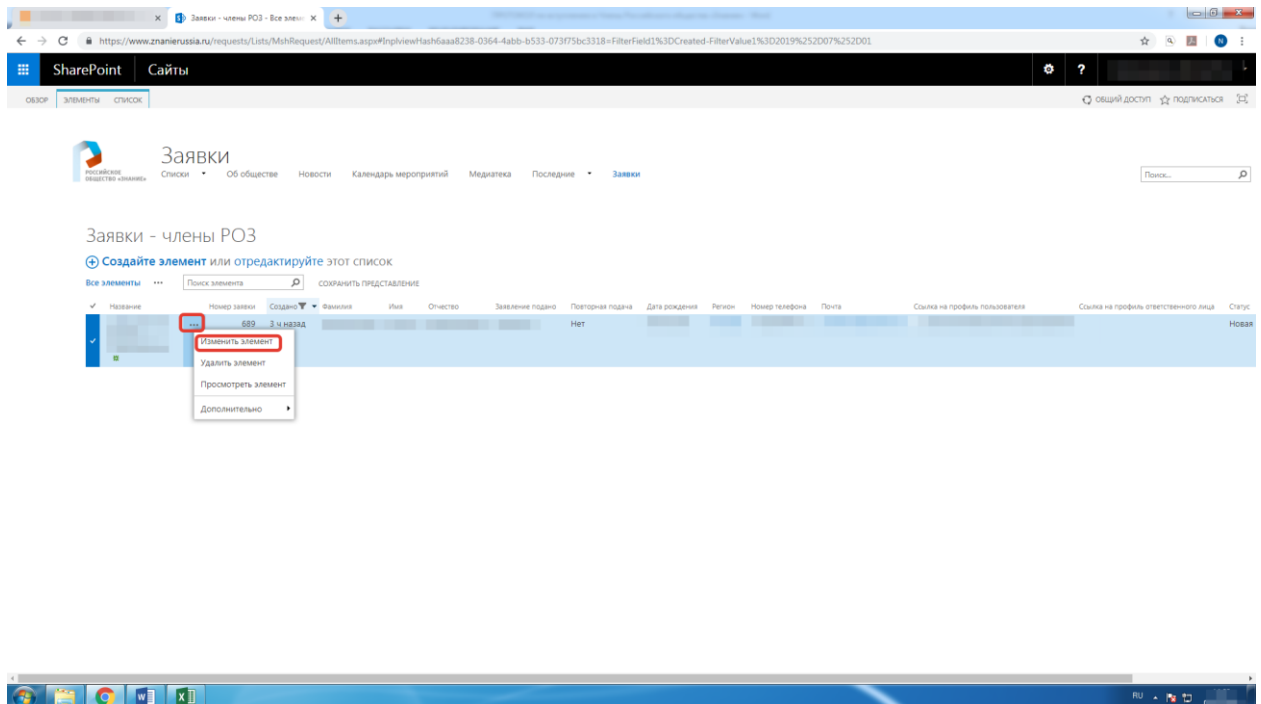 Заявки - члены РОЗ - Все элем
https://www.znanierussia.ru/requests/Lists/MshRequest/AllItems.aspx#InplviewHash6aaa8238-0364-4abb-b533-073f75bc3318=FilterField1%3DCreated-FilterValue1%3D2019%252D07%252D01
N
SharePoint Сайты ?
ОБЗОР ЭЛЕМЕНТЫ СПИСОК ОБЩИЙ ДОСТУП ПОДПИСАТЬСЯ
РОССИЙСКОЕ
ОБЩЕСТВО «ЗНАНИЕ»
Заявки
Списки Об обществе Новости Календарь мероприятий Медиатека Последние Заявки Поиск...
Заявки - члены РОЗ
Создайте элемент или отредактируйте этот список
Все элементы ••• Поиск элемента СОХРАНИТЬ ПРЕДСТАВЛЕНИЕ
Название Номер заявки Создано Фамилия Имя Отчество Заявление подано Повторная подача Дата рождения Регион Номер телефона Почта Ссылка на профиль пользователя Ссылка на профиль ответственного лица Статус
... 689 3 ч назад Нет Новая
Изменить элемент
Удалить элемент
Просмотреть элемент
Дополнительно
RU